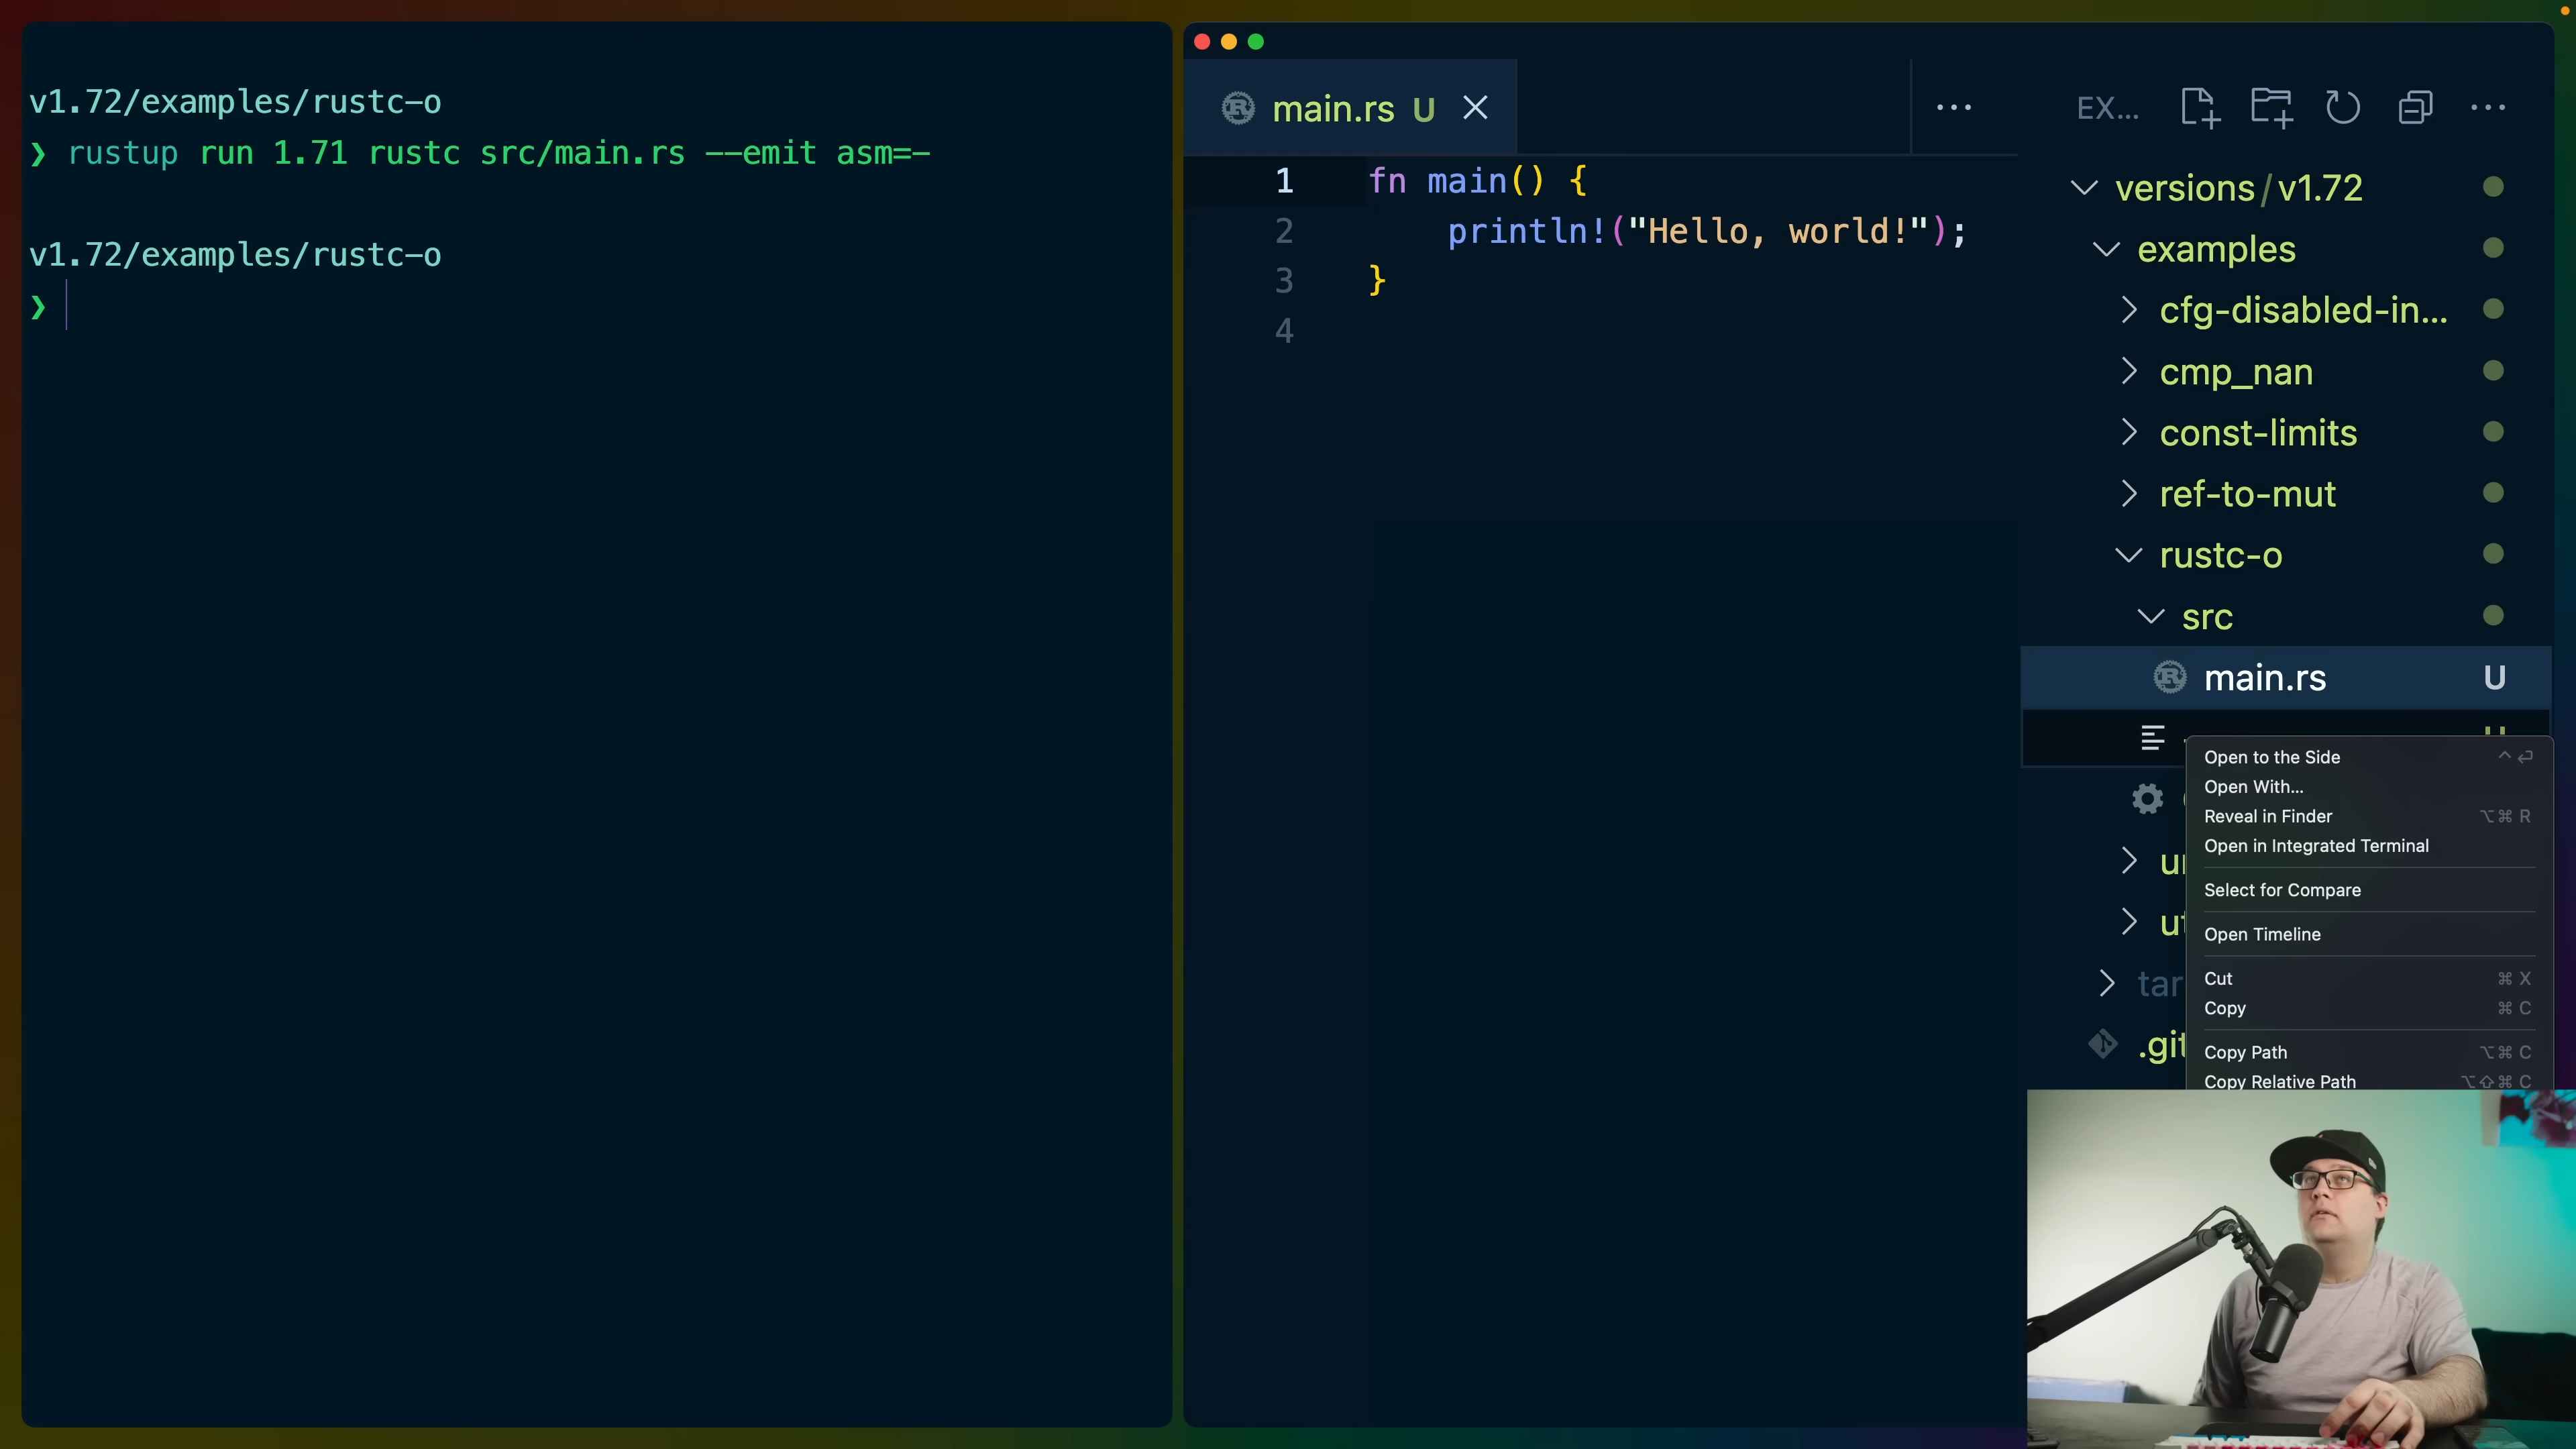 v1.72/examples/rustc-o
❯ rustup run 1.71 rustc src/main.rs --emit asm=-
v1.72/examples/rustc-o
❯
main.rs U
1 fn main() {
2 println!("Hello, world!");
3 }
4
EX...
versions/v1.72
examples
cfg-disabled-in...
cmp_nan
const-limits
ref-to-mut
rustc-o
src
main.rs U
Open to the Side ^ ⏎
Open With...
Reveal in Finder ⌥⌘ R
Open in Integrated Terminal
Select for Compare
Open Timeline
Cut ⌘ X
Copy ⌘ C
Copy Path ⌥⌘ C
Copy Relative Path ⌥⇧⌘ C
.git